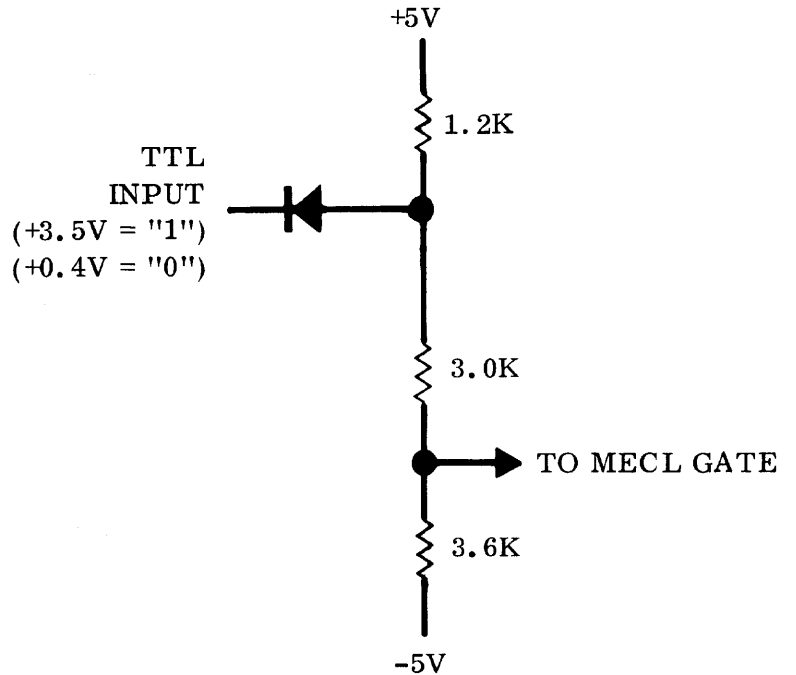 +5V
1.2K
TTL
INPUT
(+3.5V = "1")
(+0.4V = "0")
3.0K
TO MECL GATE
3.6K
-5V